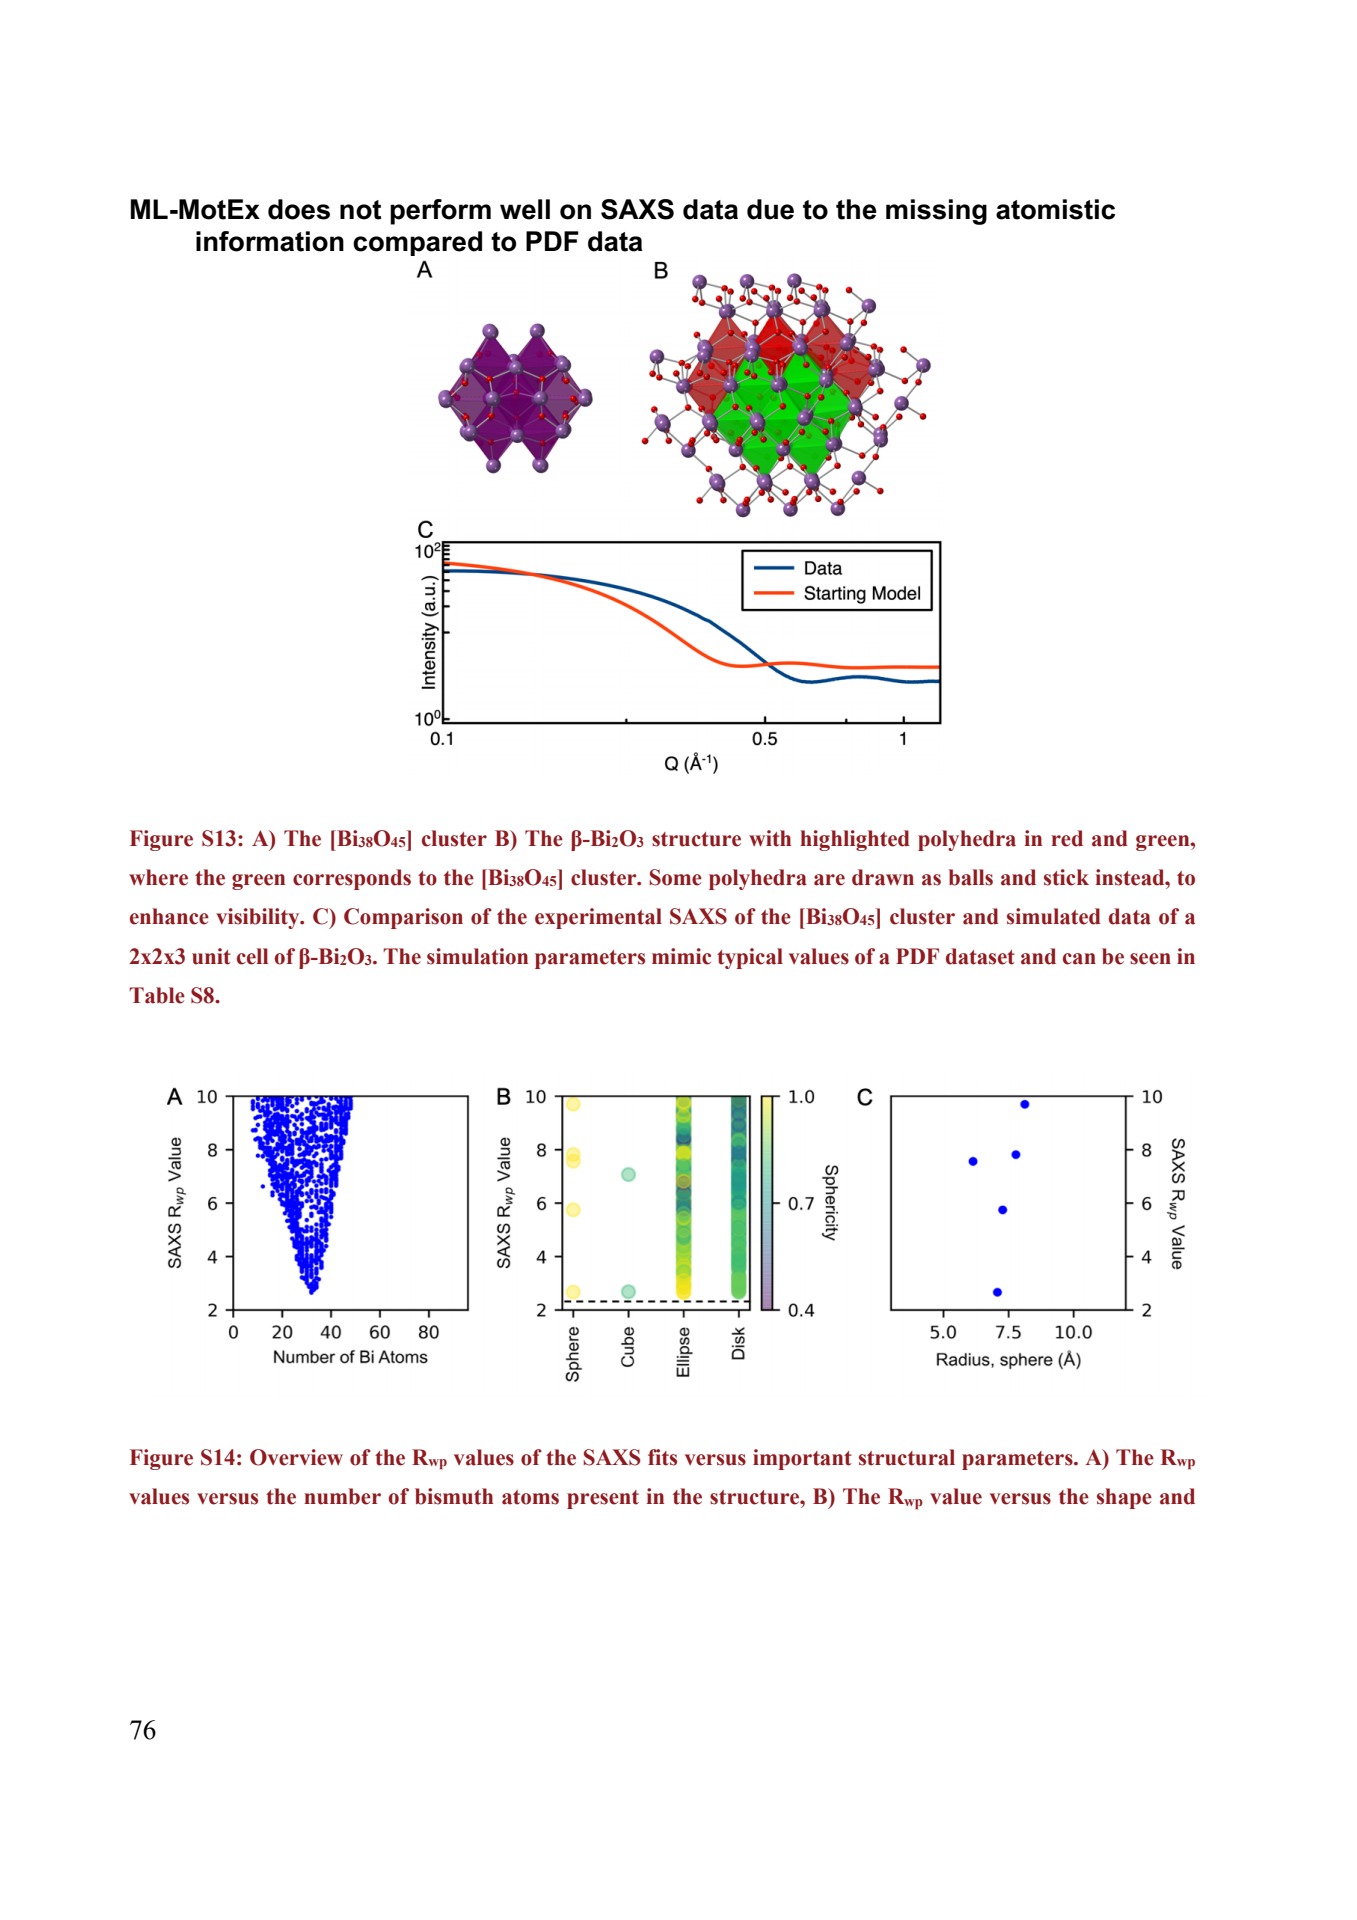 ML-MotEx does not perform well on SAXS data due to the missing atomistic
information compared to PDF data
A
B
C
10²
Intensity (a.u.)
10⁰
Data
Starting Model
0.1
0.5
1
Q (Å⁻¹)
Figure S13: A) The [Bi₃₈O₄₅] cluster B) The β-Bi₂O₃ structure with highlighted polyhedra in red and green,
where the green corresponds to the [Bi₃₈O₄₅] cluster. Some polyhedra are drawn as balls and stick instead, to
enhance visibility. C) Comparison of the experimental SAXS of the [Bi₃₈O₄₅] cluster and simulated data of a
2x2x3 unit cell of β-Bi₂O₃. The simulation parameters mimic typical values of a PDF dataset and can be seen in
Table S8.
A
10
8
6
4
2
SAXS Rwp Value
0 20 40 60 80
Number of Bi Atoms
B
10
8
6
4
2
SAXS Rwp Value
Sphere
Cube
Ellipse
Disk
1.0
0.7
0.4
Sphericity
C
10
8
6
4
2
SAXS Rwp Value
5.0 7.5 10.0
Radius, sphere (Å)
Figure S14: Overview of the Rwp values of the SAXS fits versus important structural parameters. A) The Rwp
values versus the number of bismuth atoms present in the structure, B) The Rwp value versus the shape and
76